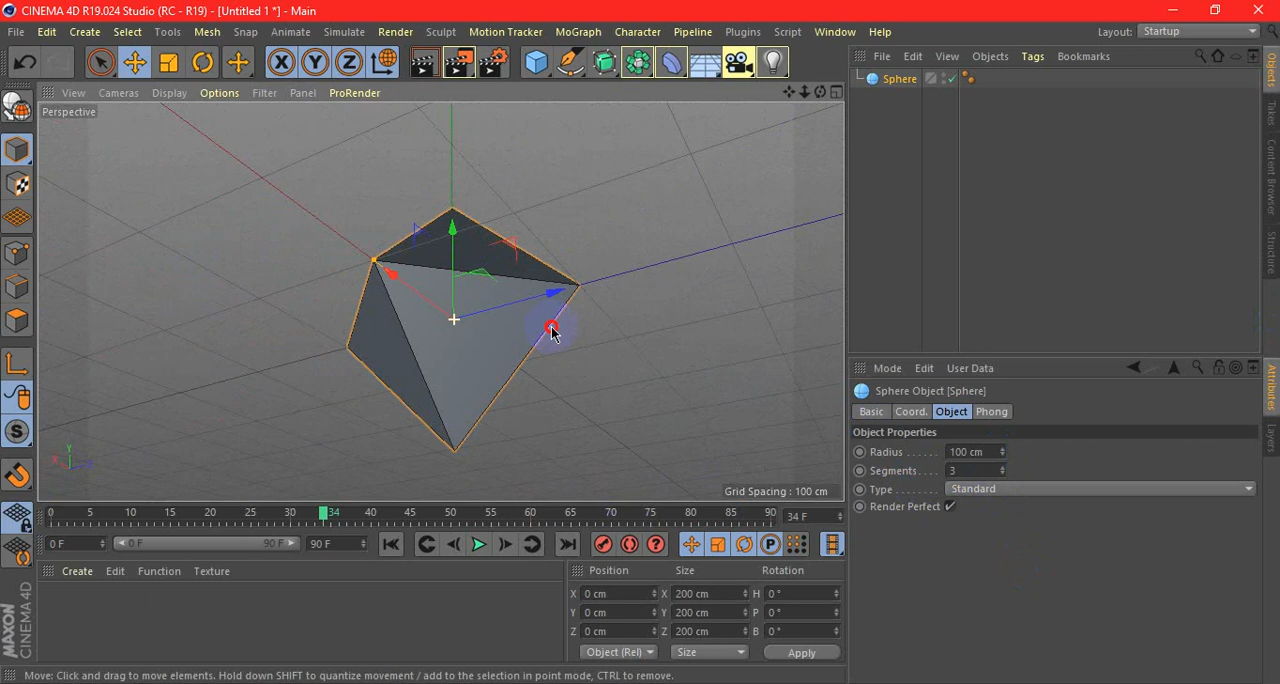 CINEMA 4D R19.024 Studio (RC - R19) - [Untitled 1 *] - Main
File Edit Create Select Tools Mesh Snap Animate Simulate Render Sculpt Motion Tracker MoGraph Character Pipeline Plugins Script Window Help Layout: Startup
File Edit View Objects Tags Bookmarks
X Y Z
View Cameras Display Options Filter Panel ProRender
Perspective
Sphere
Objects
Takes
Content Browser
Structure
Grid Spacing : 100 cm
Mode Edit User Data
Sphere Object [Sphere]
Basic Coord. Object Phong
Object Properties
Radius . . . . . . 100 cm
Segments. . . . 3
Type . . . . . . . . Standard
Render Perfect
Attributes
Layers
S
0 5 10 15 20 25 30 34 40 45 50 55 60 65 70 75 80 85 90 34 F
0 F 0 F 90 F 90 F
P
Create Edit Function Texture
Position Size Rotation
X 0 cm X 200 cm H 0 °
Y 0 cm Y 200 cm P 0 °
Z 0 cm Z 200 cm B 0 °
Object (Rel) Size Apply
MAXON
CINEMA 4D
Move: Click and drag to move elements. Hold down SHIFT to quantize movement / add to the selection in point mode, CTRL to remove.